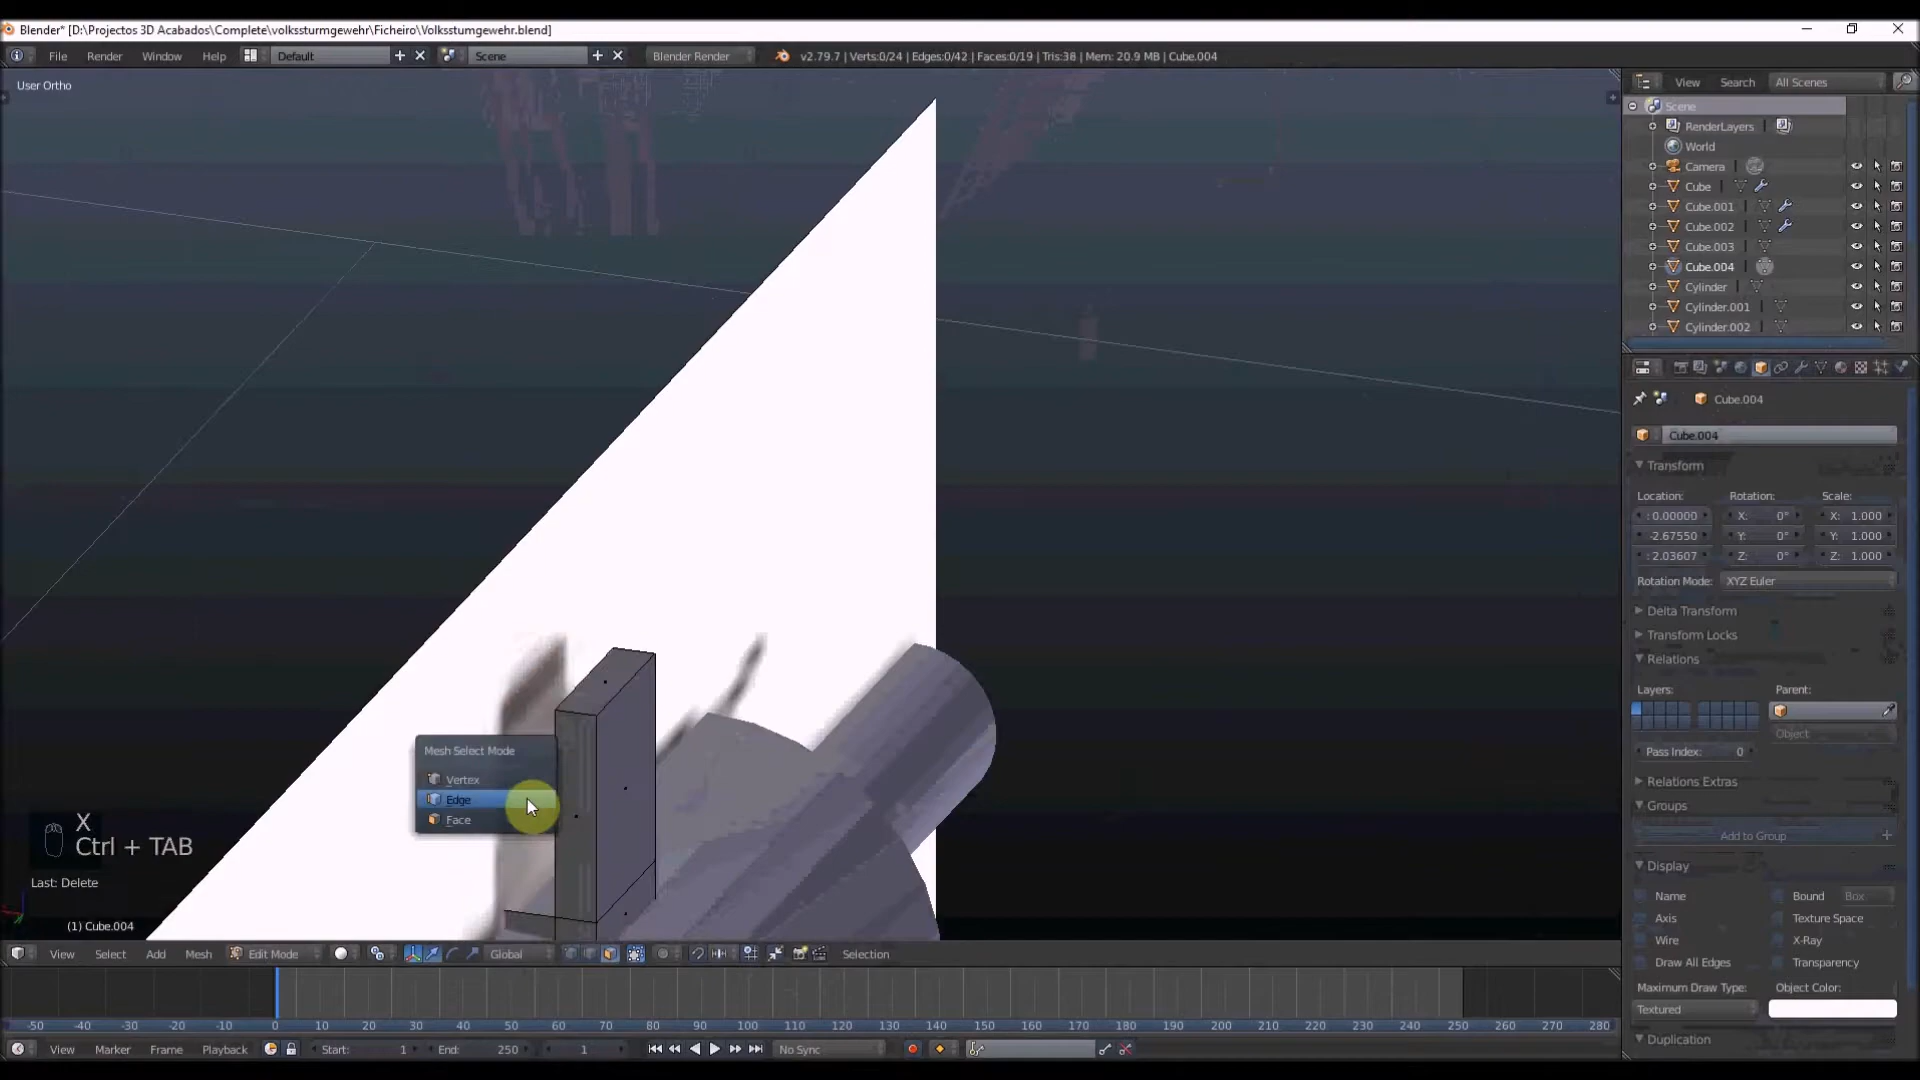 Blender* [D:\Projectos 3D Acabados\Complete\volkssturmgewehr\Ficheiro\Volksstumgewehr.blend]
File Render Window Help Default Scene Blender Render v2.79.7 | Verts:0/24 | Edges:0/42 | Faces:0/19 | Tris:38 | Mem: 20.9 MB | Cube.004
User Ortho
View Search All Scenes
Scene
RenderLayers
World
Camera
Cube
Cube.001
Cube.002
Cube.003
Cube.004
Cylinder
Cylinder.001
Cylinder.002
Cube.004
Cube.004
Transform
Location: Rotation: Scale:
: 0.00000 X: 0° X: 1.000
-2.67550 Y: 0° Y: 1.000
: 2.03607 Z: 0° Z: 1.000
Rotation Mode: XYZ Euler
Delta Transform
Transform Locks
Relations
Layers: Parent:
Object
Pass Index: 0
Relations Extras
Groups
Add to Group
Display
Name Bound Box
Axis Texture Space
Wire X-Ray
Draw All Edges Transparency
Maximum Draw Type: Object Color:
Textured
Duplication
Mesh Select Mode
Vertex
Edge
Face
X
Ctrl + TAB
Last: Delete
(1) Cube.004
View Select Add Mesh Edit Mode Global Selection
-50 -40 -30 -20 -10 0 10 20 30 40 50 60 70 80 90 100 110 120 130 140 150 160 170 180 190 200 210 220 230 240 250 260 270 280
View Marker Frame Playback Start: 1 End: 250 1 No Sync